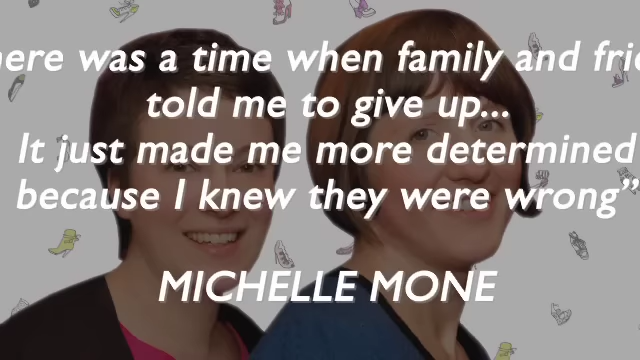 here was a time when family and frie
told me to give up...
It just made me more determined
because I knew they were wrong”
MICHELLE MONE